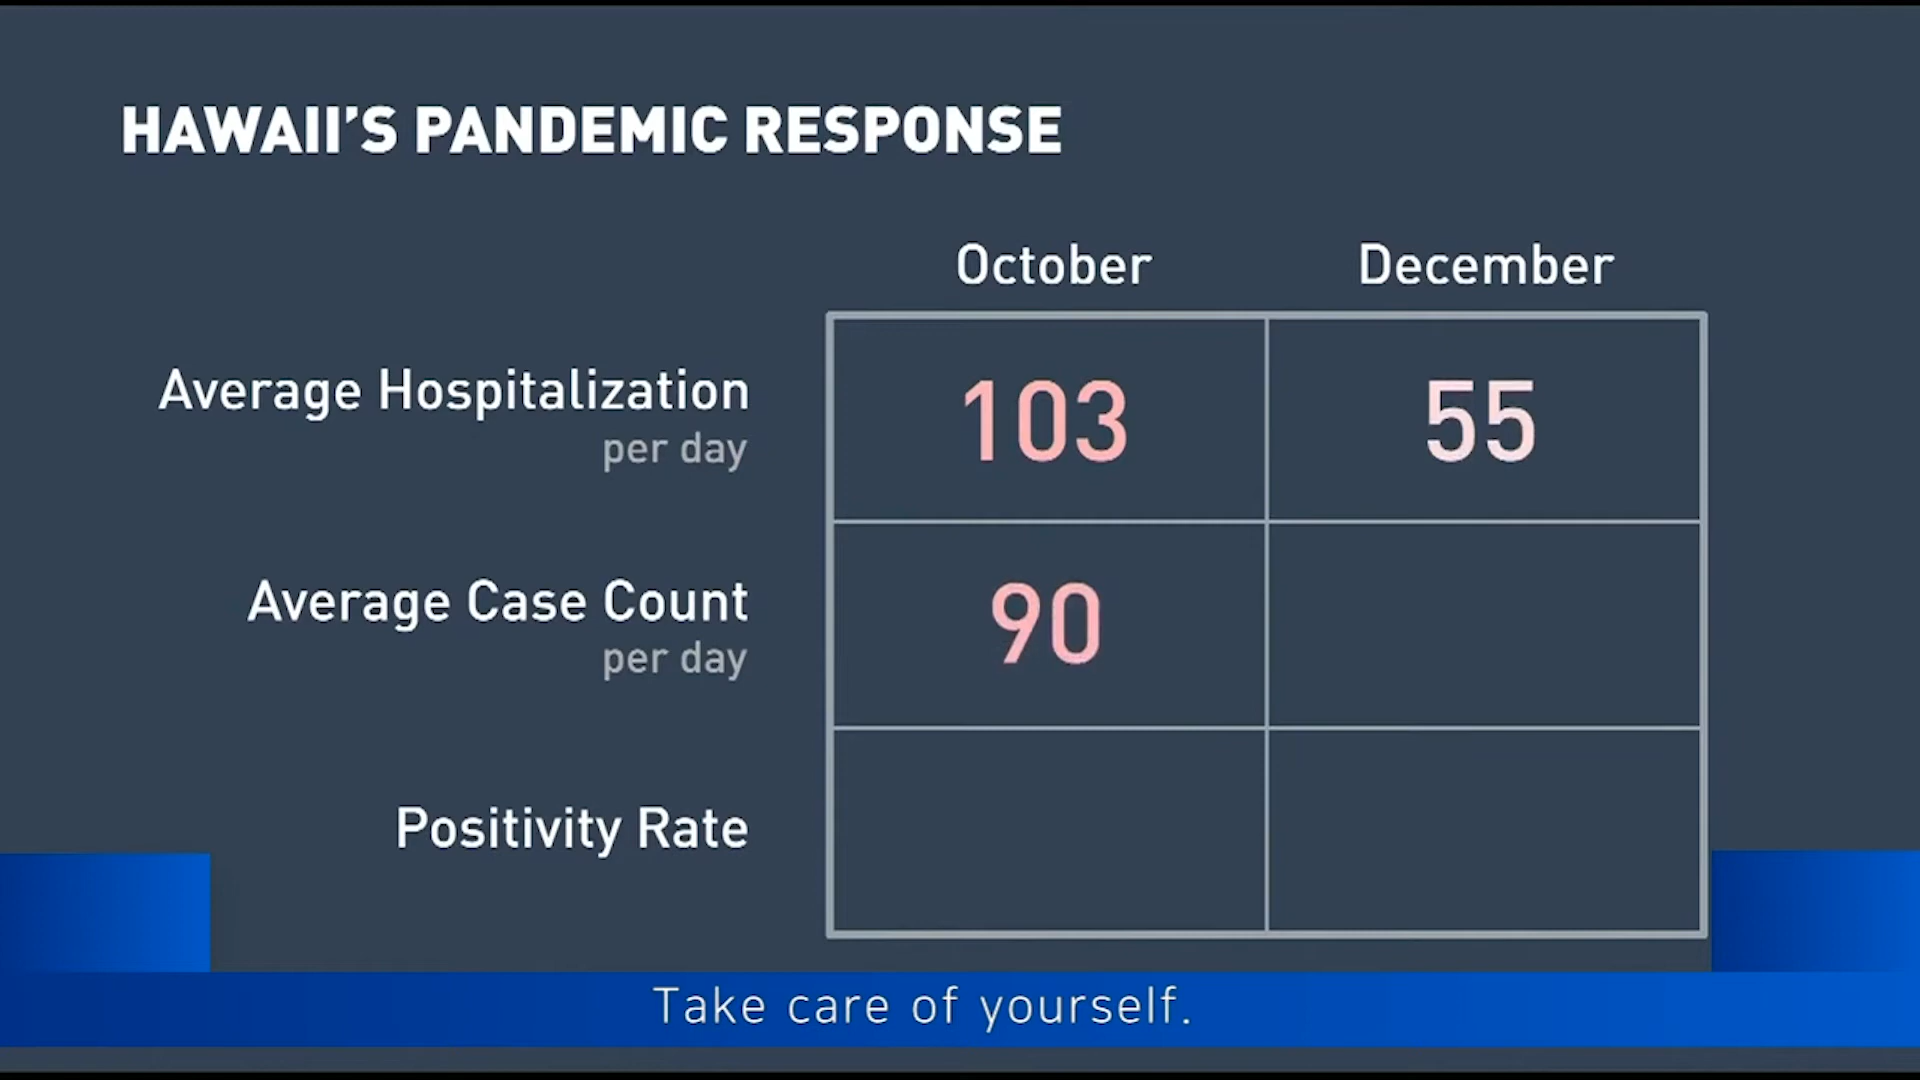 HAWAII'S PANDEMIC RESPONSE
October December
Average Hospitalization 103 55
per day
Average Case Count 90
per day
Positivity Rate
Take care of yourself.